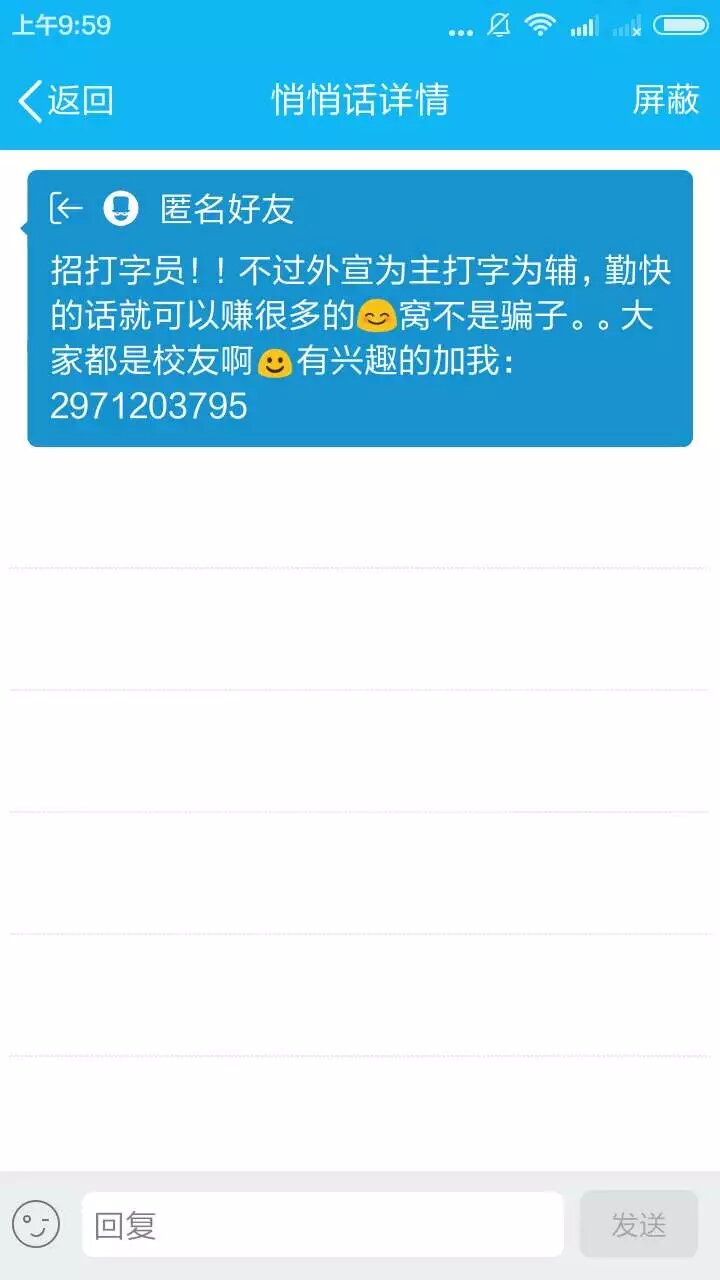 上午9:59
返回 悄悄话详情 屏蔽
匿名好友
招打字员！！不过外宣为主打字为辅，勤快
的话就可以赚很多的😊窝不是骗子。。大
家都是校友啊🙂有兴趣的加我：
2971203795
回复 发送